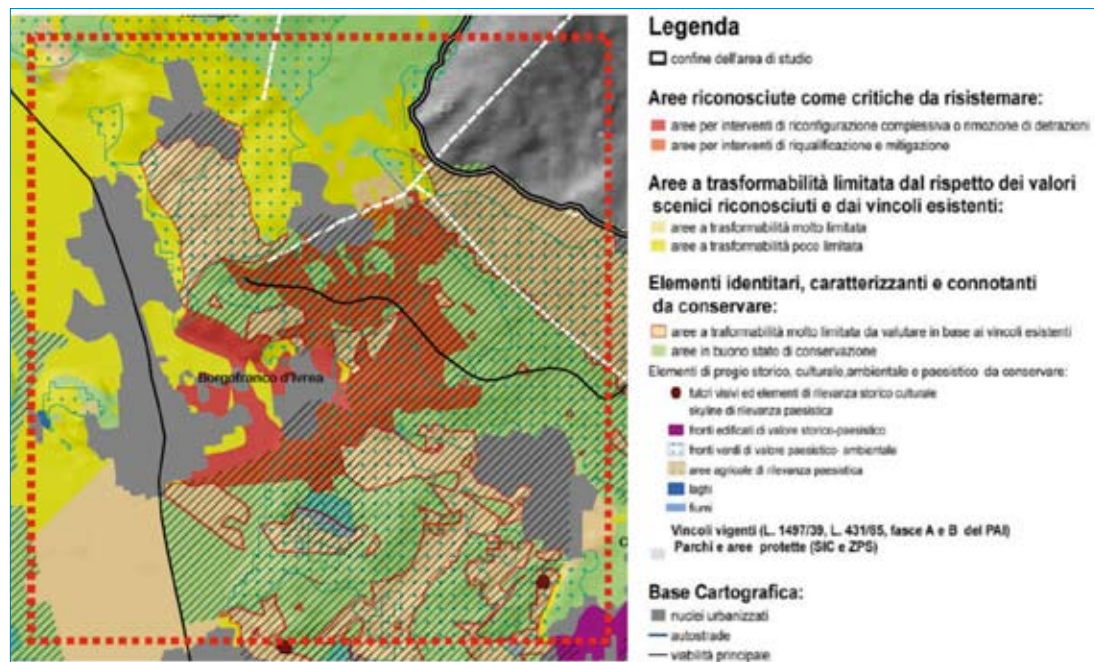 Borgofranco d'Ivrea
Legenda
confine dell'area di studio
Aree riconosciute come critiche da risistemare:
aree per interventi di riconfigurazione complessiva o rimozione di detrazioni
aree per interventi di riqualificazione e mitigazione
Aree a trasformabilità limitata dal rispetto dei valori
scenici riconosciuti e dai vincoli esistenti:
aree a trasformabilità molto limitata
aree a trasformabilità poco limitata
Elementi identitari, caratterizzanti e connotanti
da conservare:
aree a traformabilità molto limitata da valutare in base ai vincoli esistenti
aree in buono stato di conservazione
Elementi di pregio storico, culturale,ambientale e paesistico da conservare:
fulcri visivi ed elementi di rilevanza storico culturale
skyline di rilevanza paesistica
fronti edificati di valore storico-paesistico
fronti verdi di valore paesistico ambientale
aree agricole di rilevanza paesistica
laghi
fiumi
Vincoli vigenti (L. 1497/39, L. 431/85, fasce A e B del PAI)
Parchi e aree protette (SIC e ZPS)
Base Cartografica:
nuclei urbanizzati
autostrade
viabilità principale